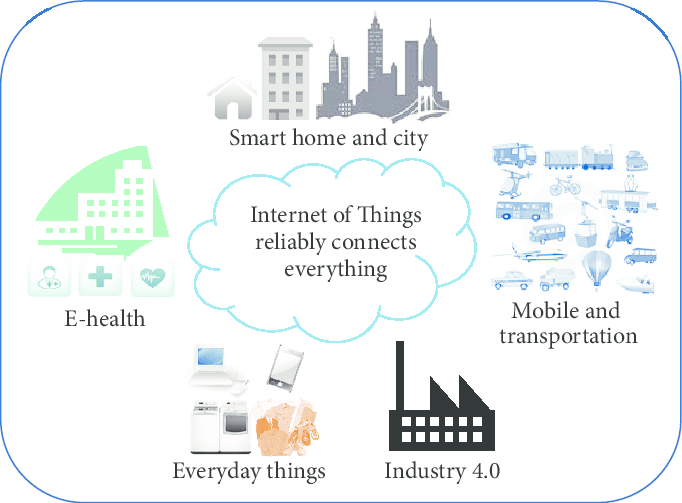 Smart home and city
Internet of Things
reliably connects
everything
E-health
Mobile and
transportation
Everyday things
Industry 4.0